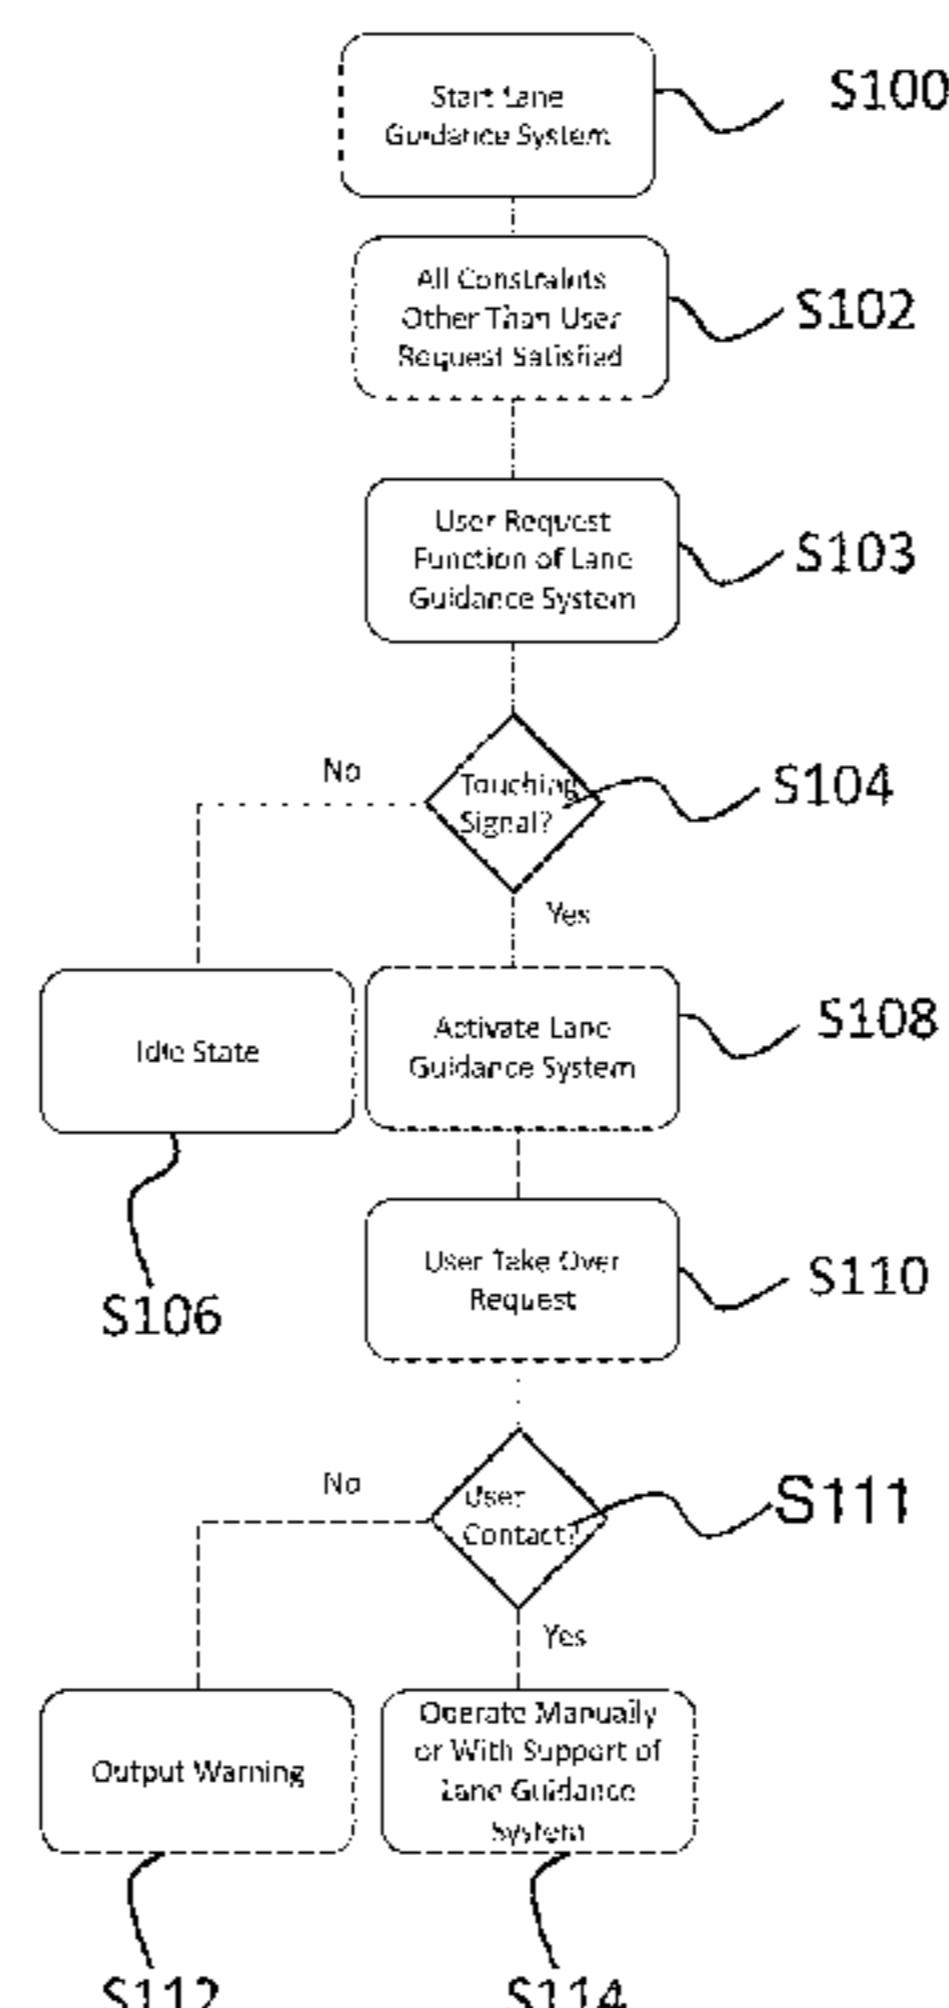 Start Lane
Guidance System
S100
All Constraints
Other Than User
Request Satisfied
S102
User Request
Function of Lane
Guidance System
S103
Touching
Signal?
S104
No
Yes
Idle State
S106
Activate Lane
Guidance System
S108
User Take Over
Request
S110
User
Contact?
S111
No
Yes
Output Warning
S112
Operate Manually
or With Support of
Lane Guidance
System
S114